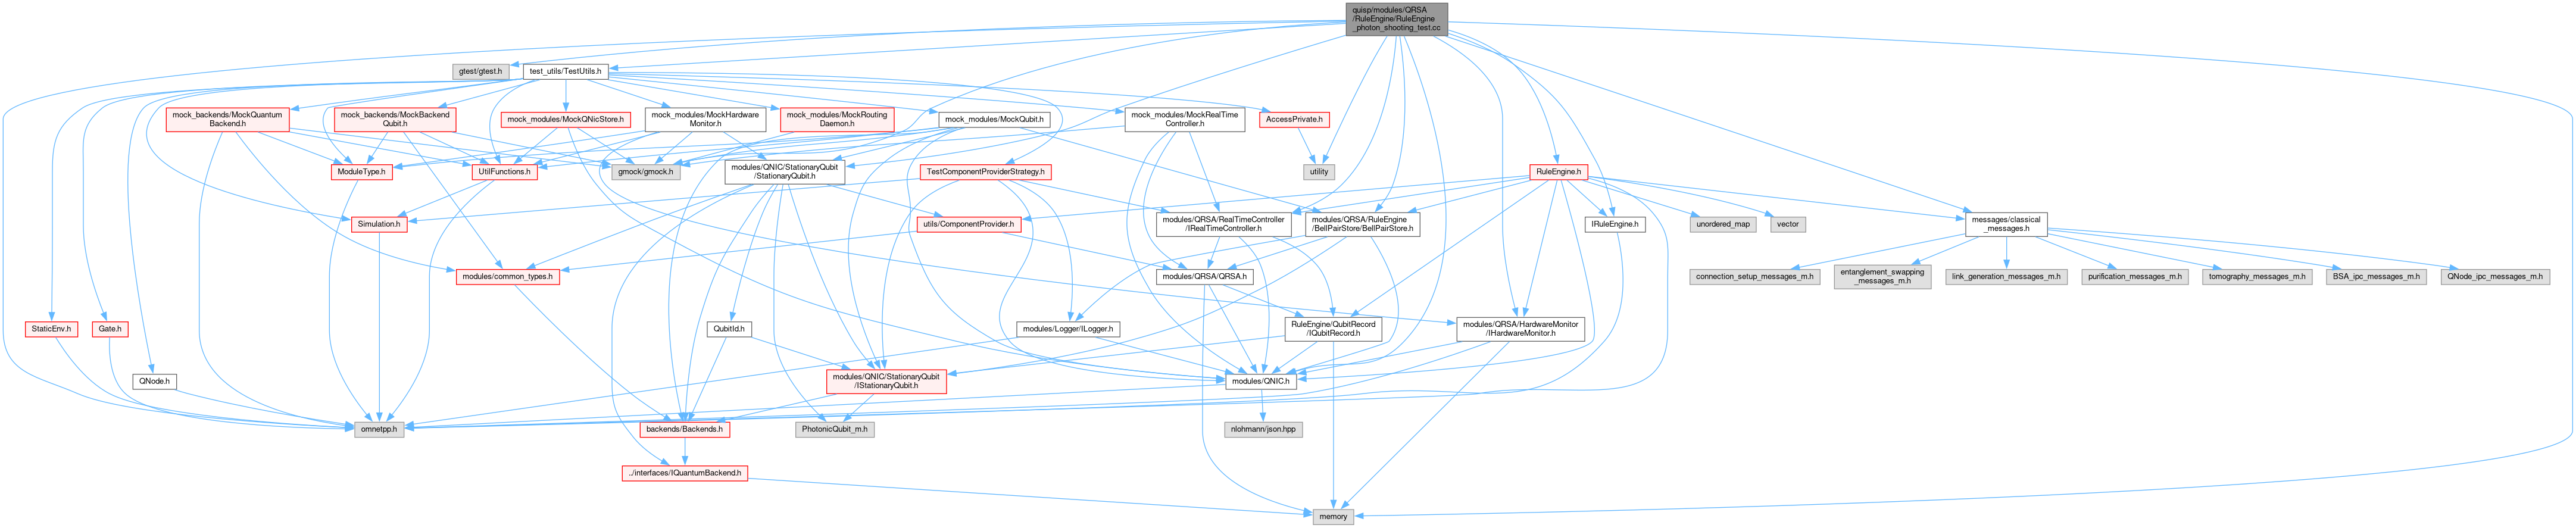 quisp/modules/QRSA
/RuleEngine/RuleEngine
_photon_shooting_test.cc
gtest/gtest.h
test_utils/TestUtils.h
mock_backends/MockQuantum
Backend.h
mock_backends/MockBackend
Qubit.h
mock_modules/MockQNicStore.h
mock_modules/MockHardware
Monitor.h
mock_modules/MockRouting
Daemon.h
mock_modules/MockQubit.h
mock_modules/MockRealTime
Controller.h
AccessPrivate.h
ModuleType.h
UtilFunctions.h
gmock/gmock.h
modules/QNIC/StationaryQubit
/StationaryQubit.h
TestComponentProviderStrategy.h
utility
RuleEngine.h
Simulation.h
utils/ComponentProvider.h
modules/QRSA/RealTimeController
/IRealTimeController.h
modules/QRSA/RuleEngine
/BellPairStore/BellPairStore.h
IRuleEngine.h
unordered_map
vector
messages/classical
_messages.h
modules/common_types.h
modules/QRSA/QRSA.h
connection_setup_messages_m.h
entanglement_swapping
_messages_m.h
link_generation_messages_m.h
purification_messages_m.h
tomography_messages_m.h
BSA_ipc_messages_m.h
QNode_ipc_messages_m.h
StaticEnv.h
Gate.h
QubitId.h
modules/Logger/ILogger.h
RuleEngine/QubitRecord
/IQubitRecord.h
modules/QRSA/HardwareMonitor
/IHardwareMonitor.h
QNode.h
modules/QNIC/StationaryQubit
/IStationaryQubit.h
modules/QNIC.h
omnetpp.h
backends/Backends.h
PhotonicQubit_m.h
nlohmann/json.hpp
../interfaces/IQuantumBackend.h
memory